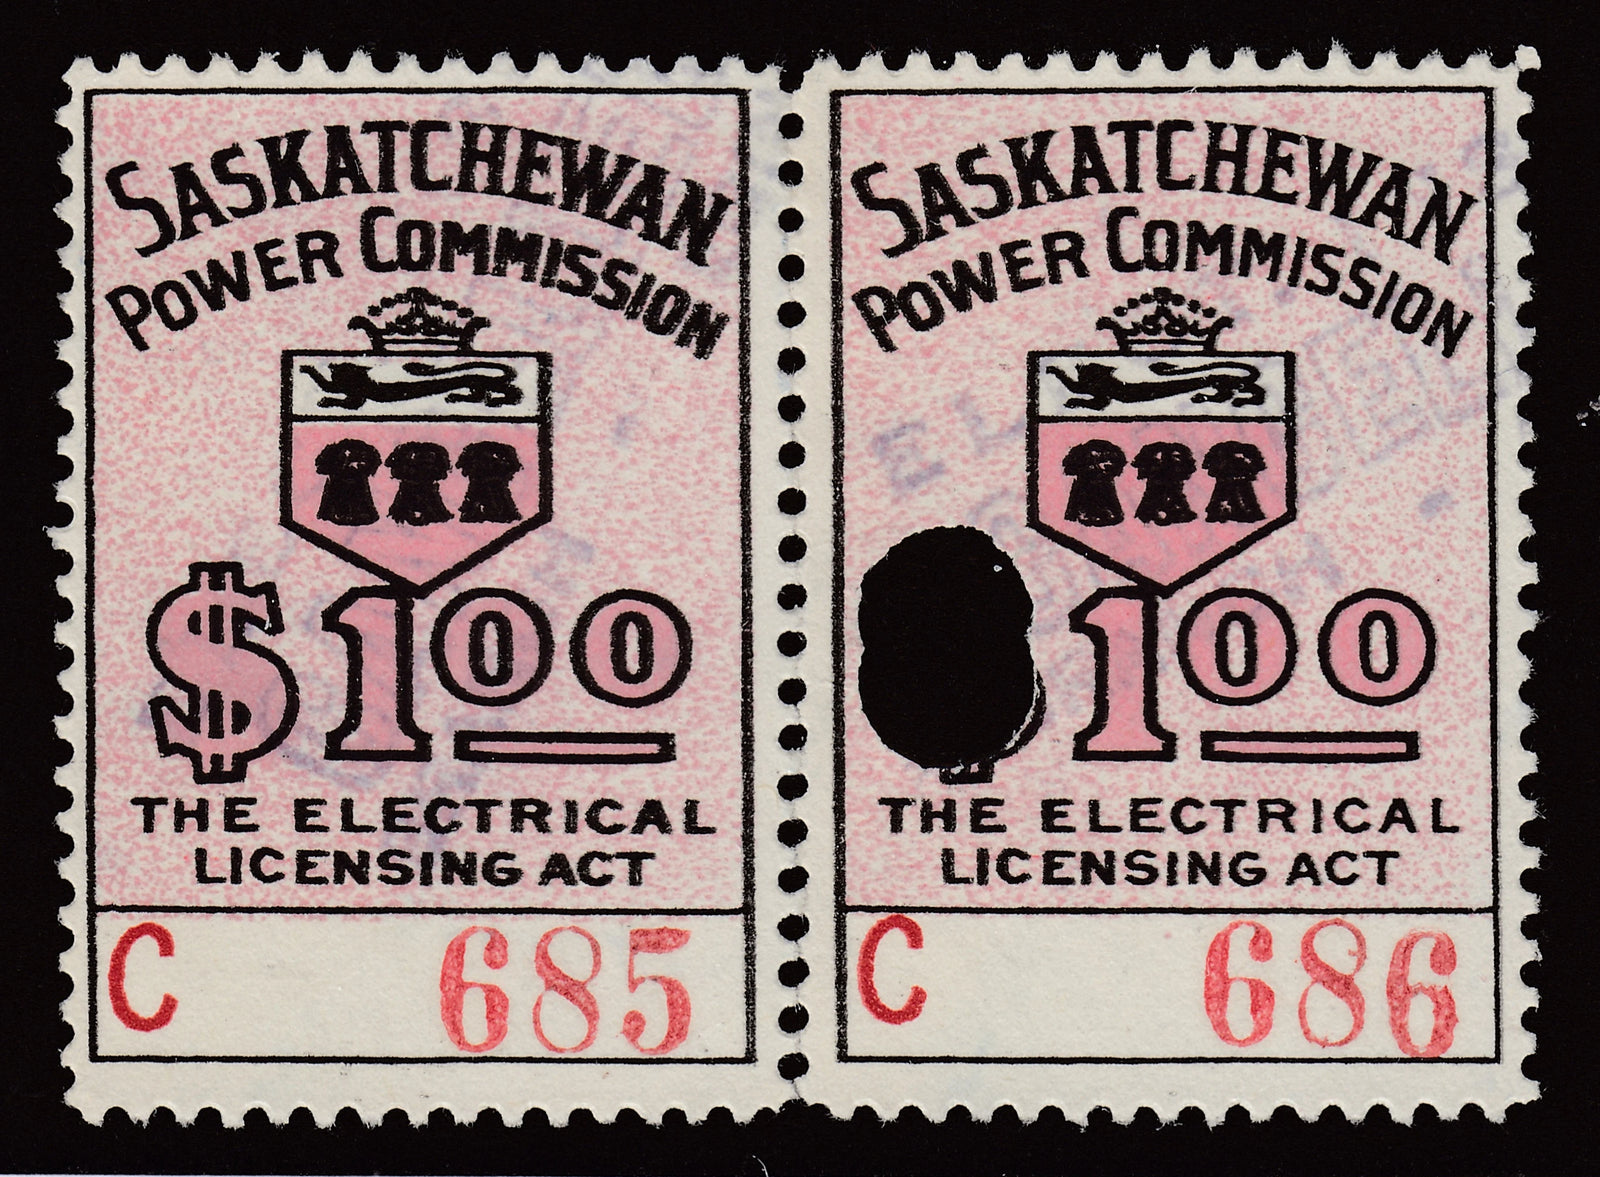 SASKATCHEWAN
POWER COMMISSION
$1.00
THE ELECTRICAL
LICENSING ACT
C 685
SASKATCHEWAN
POWER COMMISSION
1.00
THE ELECTRICAL
LICENSING ACT
C 686